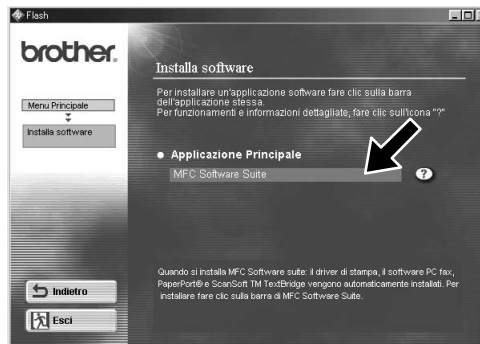 Flash
brother.
Menu Principale
Installa software
Installa software
Per installare un'applicazione software fare clic sulla barra
dell'applicazione stessa.
Per funzionamenti e informazioni dettagliate, fare clic sull'icona "?"
Applicazione Principale
MFC Software Suite
?
Quando si installa MFC Software suite: il driver di stampa, il software PC fax,
PaperPort® e ScanSoft TM TextBridge vengono automaticamente installati. Per
installare fare clic sulla barra di MFC Software Suite.
Indietro
Esci